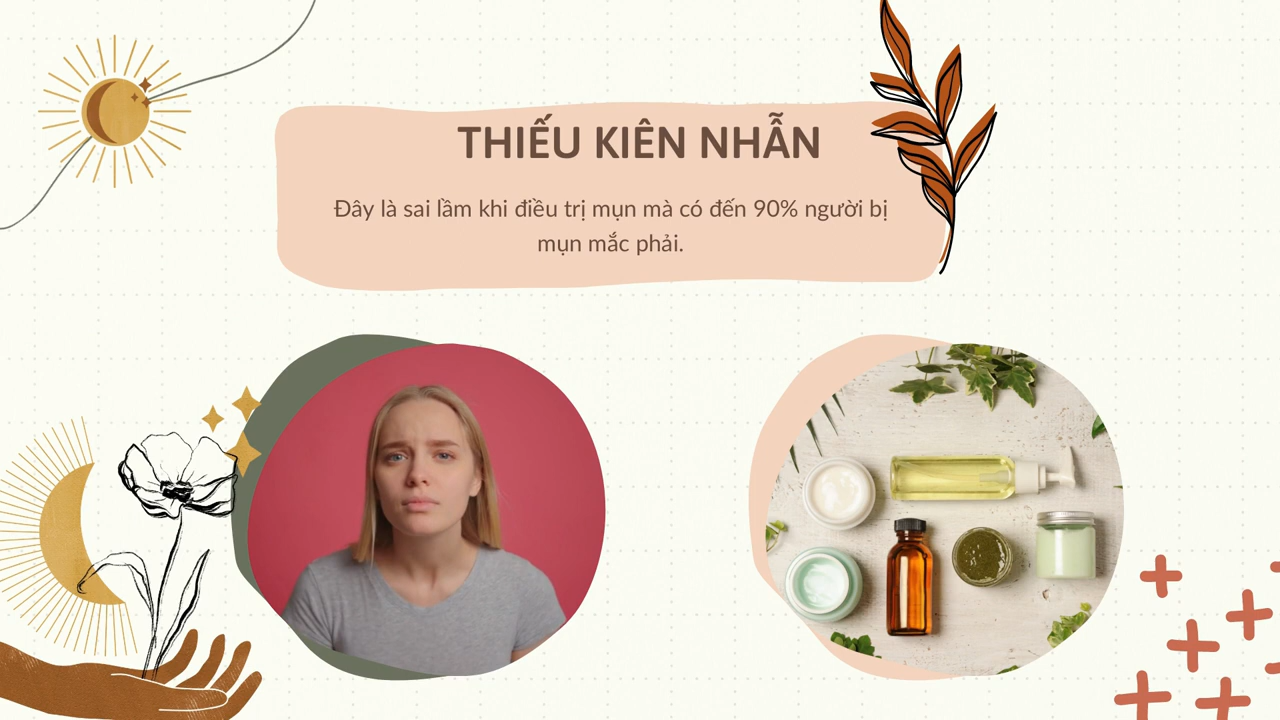 THIẾU KIÊN NHẪN
Đây là sai lầm khi điều trị mụn mà có đến 90% người bị
mụn mắc phải.